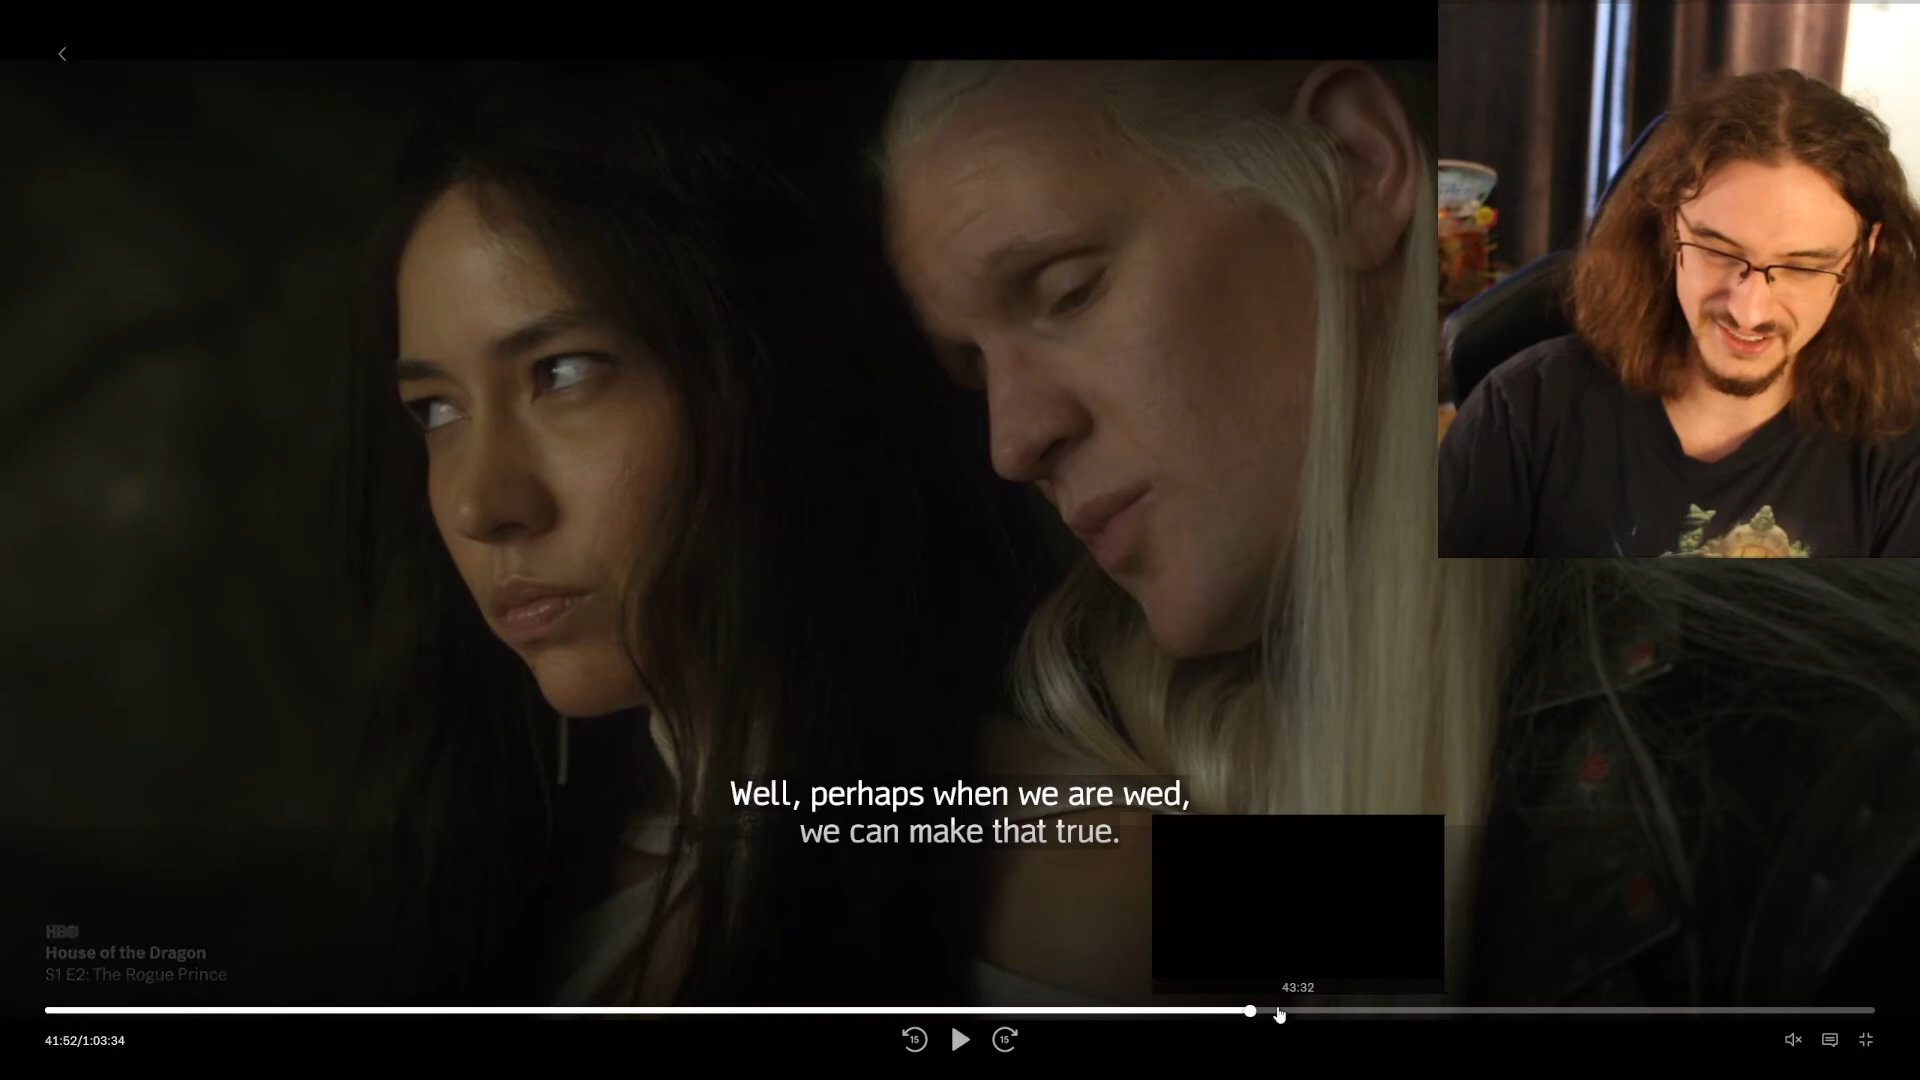 Well, perhaps when we are wed,
we can make that true.
HBO
House of the Dragon
S1 E2: The Rogue Prince
43:32
41:52/1:03:34
15
15